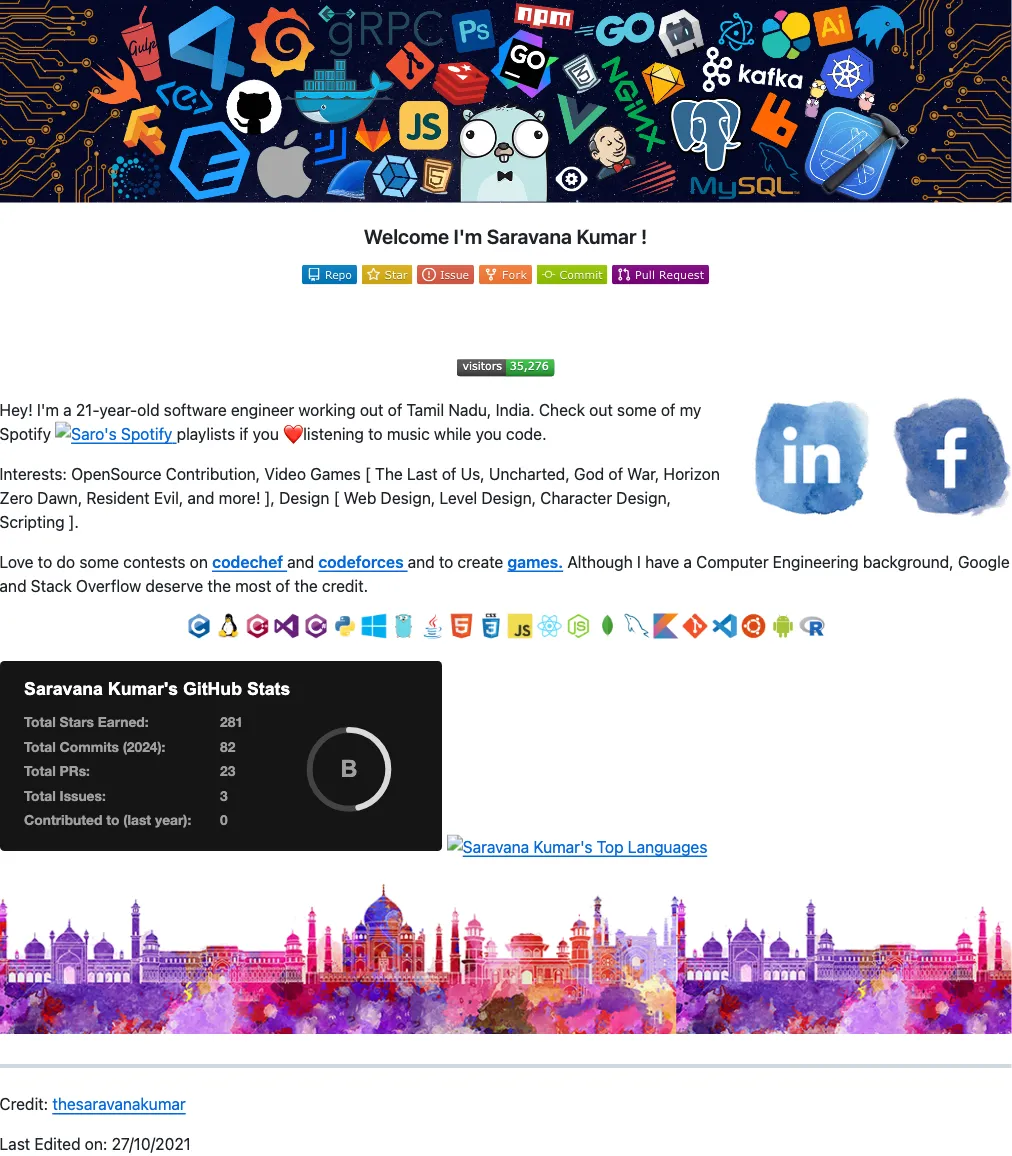 Gulp
gRPC
Ps
npm
GO
Ai
GO
kafka
JS
NGINX
MySQL
Welcome I'm Saravana Kumar !
Repo Star Issue Fork Commit Pull Request
visitors 35,276
Hey! I'm a 21-year-old software engineer working out of Tamil Nadu, India. Check out some of my
Spotify Saro's Spotify playlists if you ❤️listening to music while you code.
in f
Interests: OpenSource Contribution, Video Games [ The Last of Us, Uncharted, God of War, Horizon
Zero Dawn, Resident Evil, and more! ], Design [ Web Design, Level Design, Character Design,
Scripting ].
Love to do some contests on codechef and codeforces and to create games. Although I have a Computer Engineering background, Google
and Stack Overflow deserve the most of the credit.
Saravana Kumar's GitHub Stats
Total Stars Earned: 281
Total Commits (2024): 82
Total PRs: 23
Total Issues: 3
Contributed to (last year): 0
B
Saravana Kumar's Top Languages
Credit: thesaravanakumar
Last Edited on: 27/10/2021